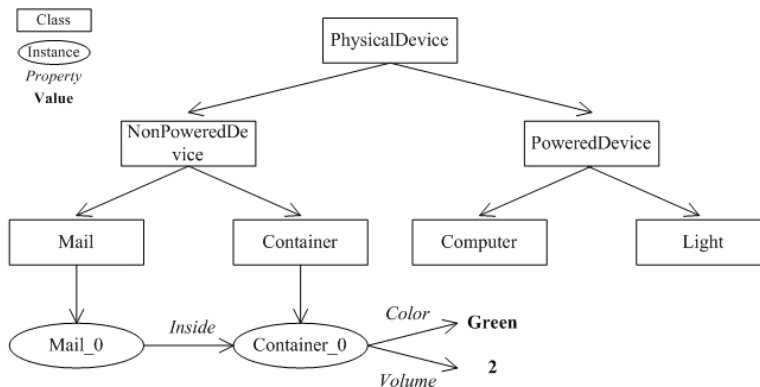 Class
Instance
Property
Value
PhysicalDevice
NonPoweredDe
vice
PoweredDevice
Mail
Container
Computer
Light
Mail_0
Inside
Container_0
Color
Green
Volume
2